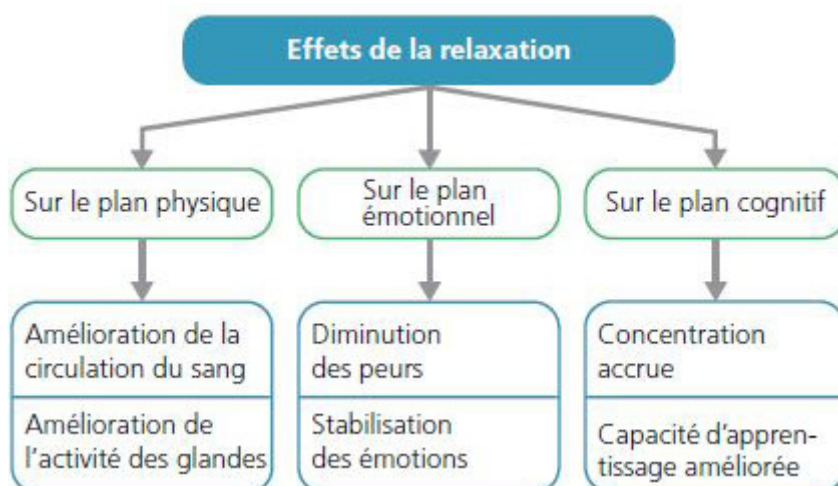 Effets de la relaxation
Sur le plan physique
Sur le plan
émotionnel
Sur le plan cognitif
Amélioration de la
circulation du sang
Amélioration de
l'activité des glandes
Diminution
des peurs
Stabilisation
des émotions
Concentration
accrue
Capacité d'appren-
tissage améliorée